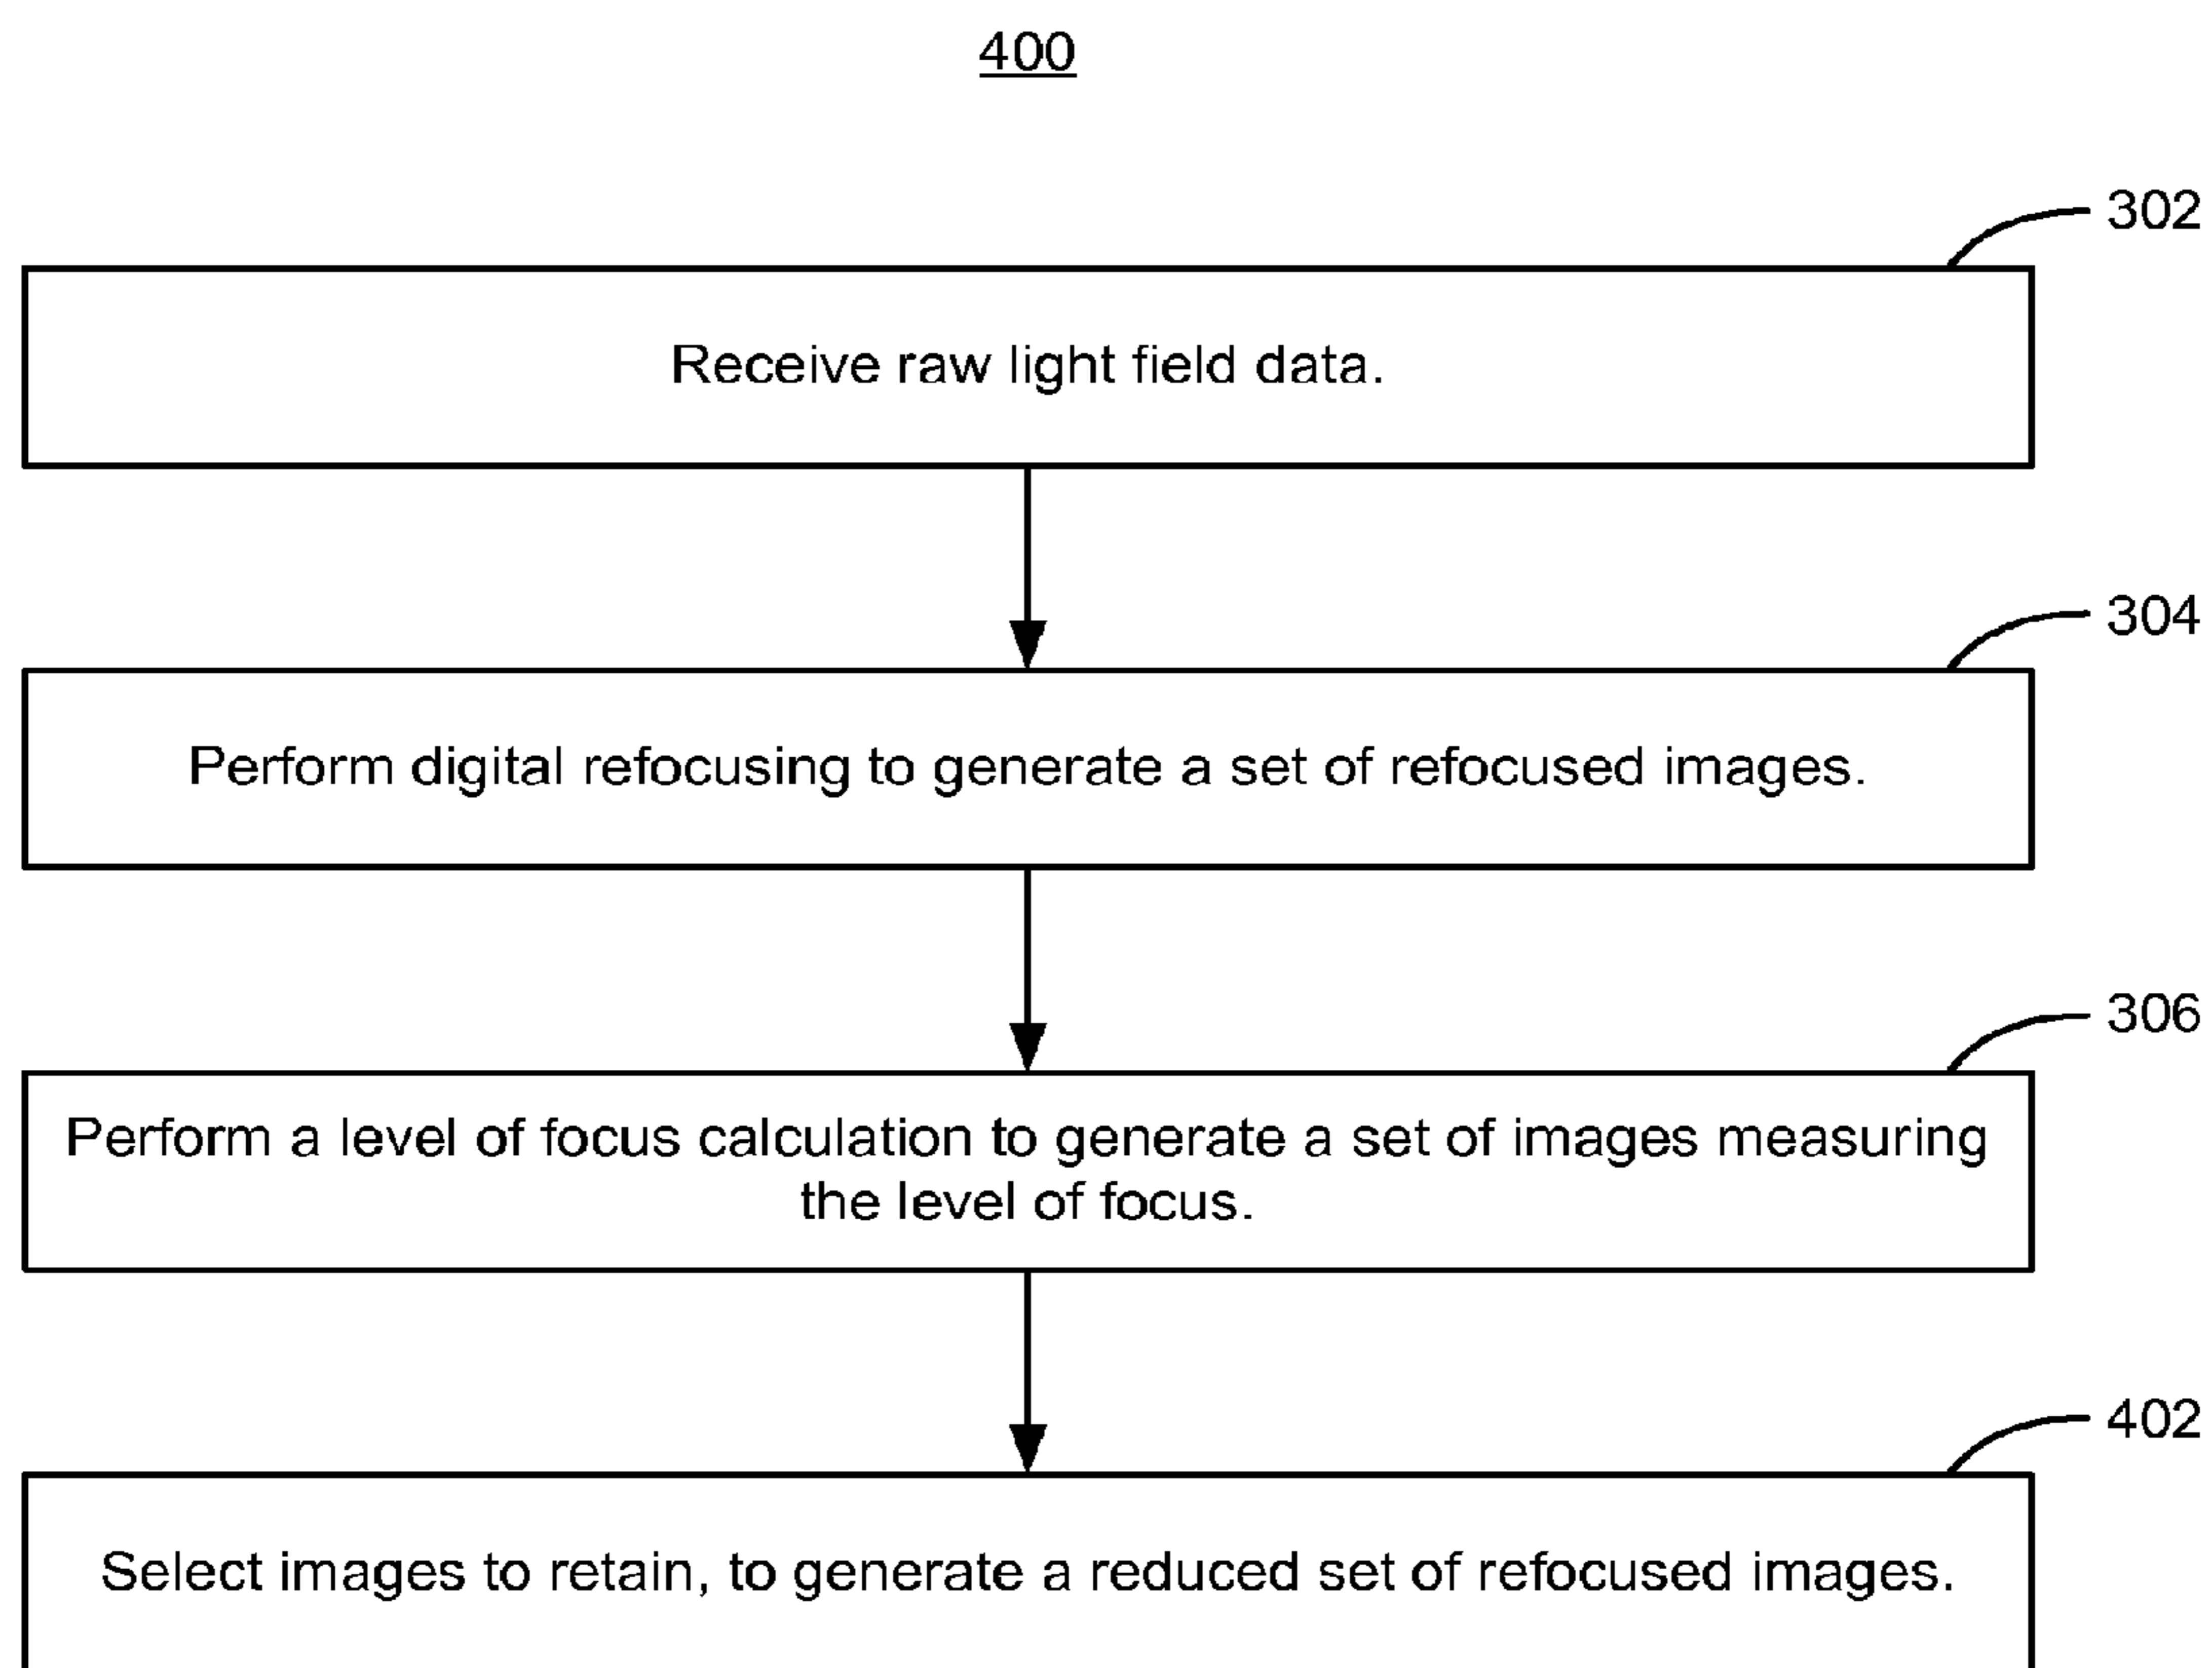 400
302
Receive raw light field data.
304
Perform digital refocusing to generate a set of refocused images.
306
Perform a level of focus calculation to generate a set of images measuring
the level of focus.
402
Select images to retain, to generate a reduced set of refocused images.